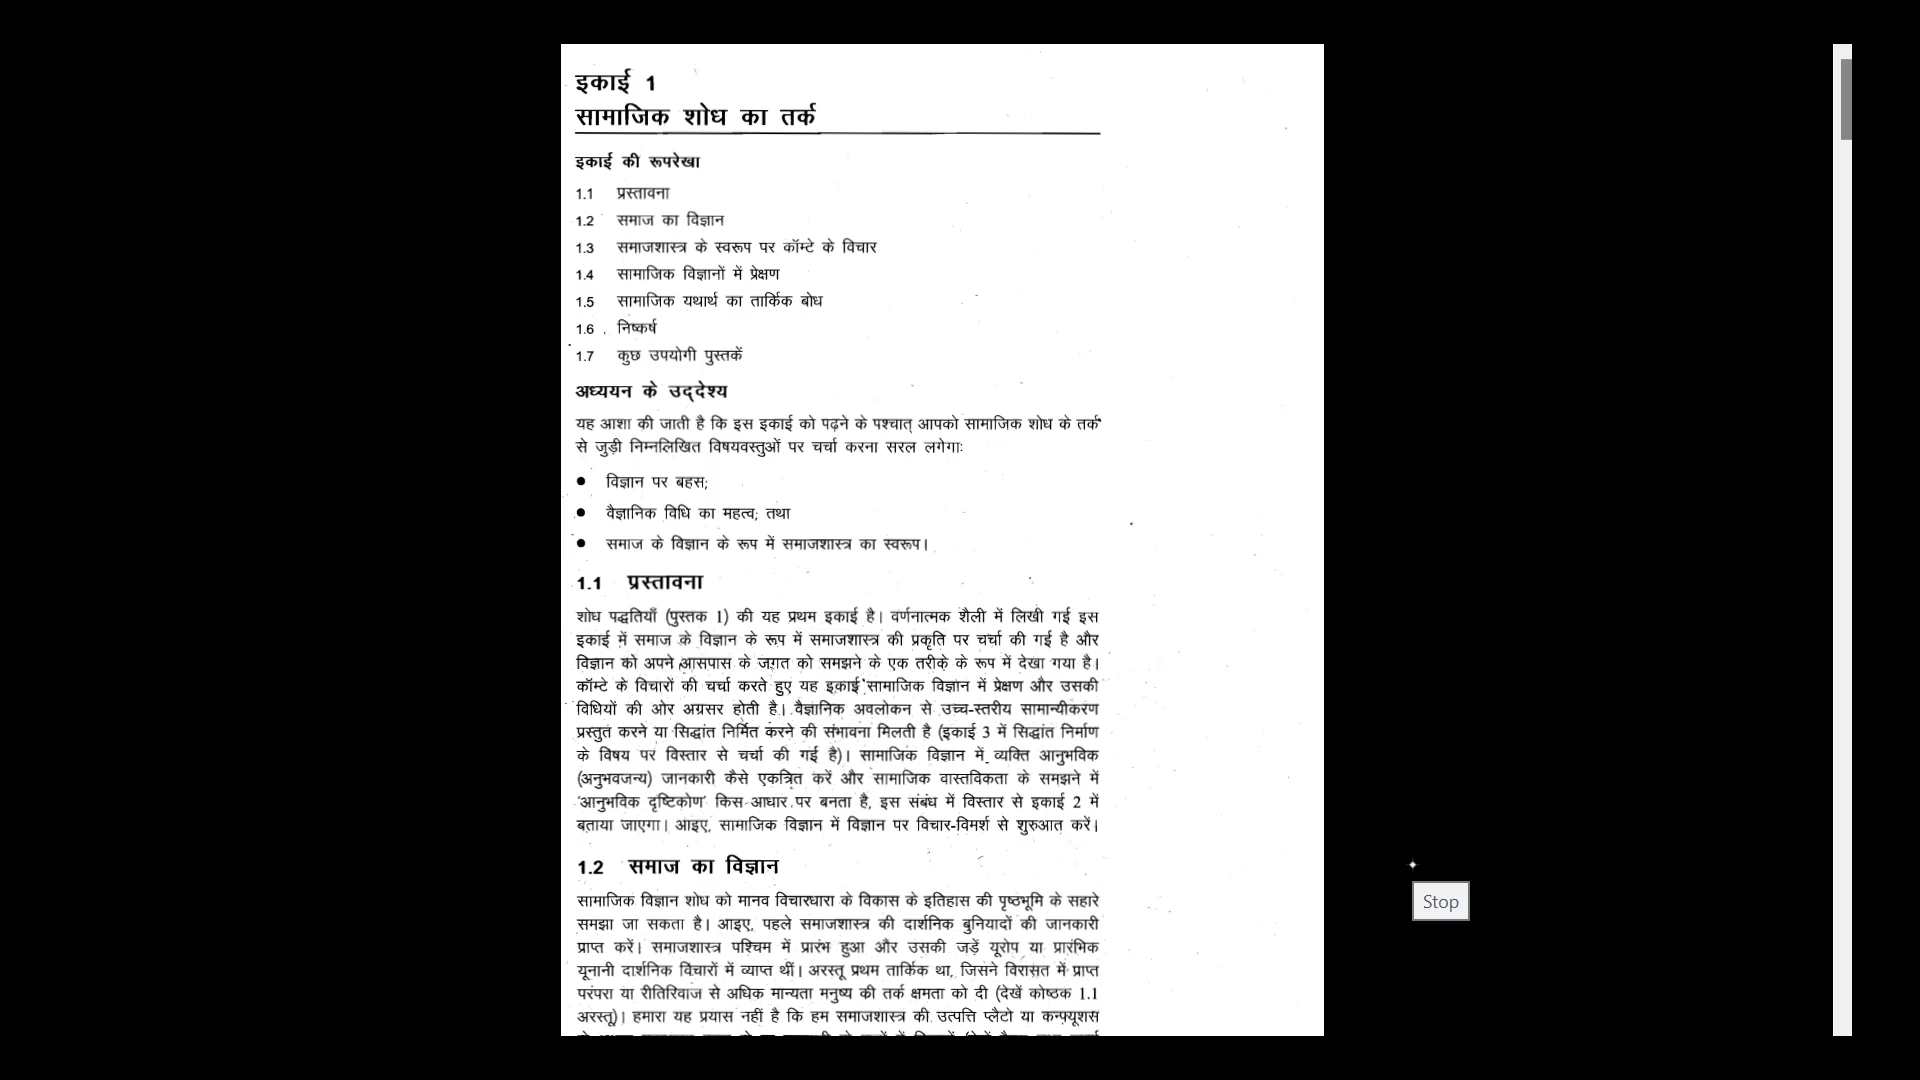 इकाई 1
सामाजिक शोध का तर्क
इकाई की रूपरेखा
1.1 प्रस्तावना
1.2 समाज का विज्ञान
1.3 समाजशास्त्र के स्वरूप पर कॉम्टे के विचार
1.4 सामाजिक विज्ञानों में प्रेक्षण
1.5 सामाजिक यथार्थ का तार्किक बोध
1.6 निष्कर्ष
1.7 कुछ उपयोगी पुस्तकें
अध्ययन के उद्देश्य
यह आशा की जाती है कि इस इकाई को पढ़ने के पश्चात् आपको सामाजिक शोध के तर्क
से जुड़ी निम्नलिखित विषयवस्तुओं पर चर्चा करना सरल लगेगाः
● विज्ञान पर बहस;
● वैज्ञानिक विधि का महत्व; तथा
● समाज के विज्ञान के रूप में समाजशास्त्र का स्वरूप।
1.1 प्रस्तावना
शोध पद्धतियाँ (पुस्तक 1) की यह प्रथम इकाई है। वर्णनात्मक शैली में लिखी गई इस
इकाई में समाज के विज्ञान के रूप में समाजशास्त्र की प्रकृति पर चर्चा की गई है और
विज्ञान को अपने आसपास के जगत को समझने के एक तरीके के रूप में देखा गया है।
कॉम्टे के विचारों की चर्चा करते हुए यह इकाई सामाजिक विज्ञान में प्रेक्षण और उसकी
विधियों की ओर अग्रसर होती है। वैज्ञानिक अवलोकन से उच्च-स्तरीय सामान्यीकरण
प्रस्तुत करने या सिद्धांत निर्मित करने की संभावना मिलती है (इकाई 3 में सिद्धांत निर्माण
के विषय पर विस्तार से चर्चा की गई है)। सामाजिक विज्ञान में व्यक्ति आनुभविक
(अनुभवजन्य) जानकारी कैसे एकत्रित करें और सामाजिक वास्तविकता के समझने में
'आनुभविक दृष्टिकोण' किस आधार पर बनता है, इस संबंध में विस्तार से इकाई 2 में
बताया जाएगा। आइए, सामाजिक विज्ञान में विज्ञान पर विचार-विमर्श से शुरुआत करें।
1.2 समाज का विज्ञान
सामाजिक विज्ञान शोध को मानव विचारधारा के विकास के इतिहास की पृष्ठभूमि के सहारे
समझा जा सकता है। आइए, पहले समाजशास्त्र की दार्शनिक बुनियादों की जानकारी
प्राप्त करें। समाजशास्त्र पश्चिम में प्रारंभ हुआ और उसकी जड़ें यूरोप या प्रारंभिक
यूनानी दार्शनिक विचारों में व्याप्त थीं। अरस्तू प्रथम तार्किक था, जिसने विरासत में प्राप्त
परंपरा या रीतिरिवाज से अधिक मान्यता मनुष्य की तर्क क्षमता को दी (देखें कोष्ठक 1.1
अरस्तू)। हमारा यह प्रयास नहीं है कि हम समाजशास्त्र की उत्पत्ति प्लैटो या कन्फ्यूशस
Stop